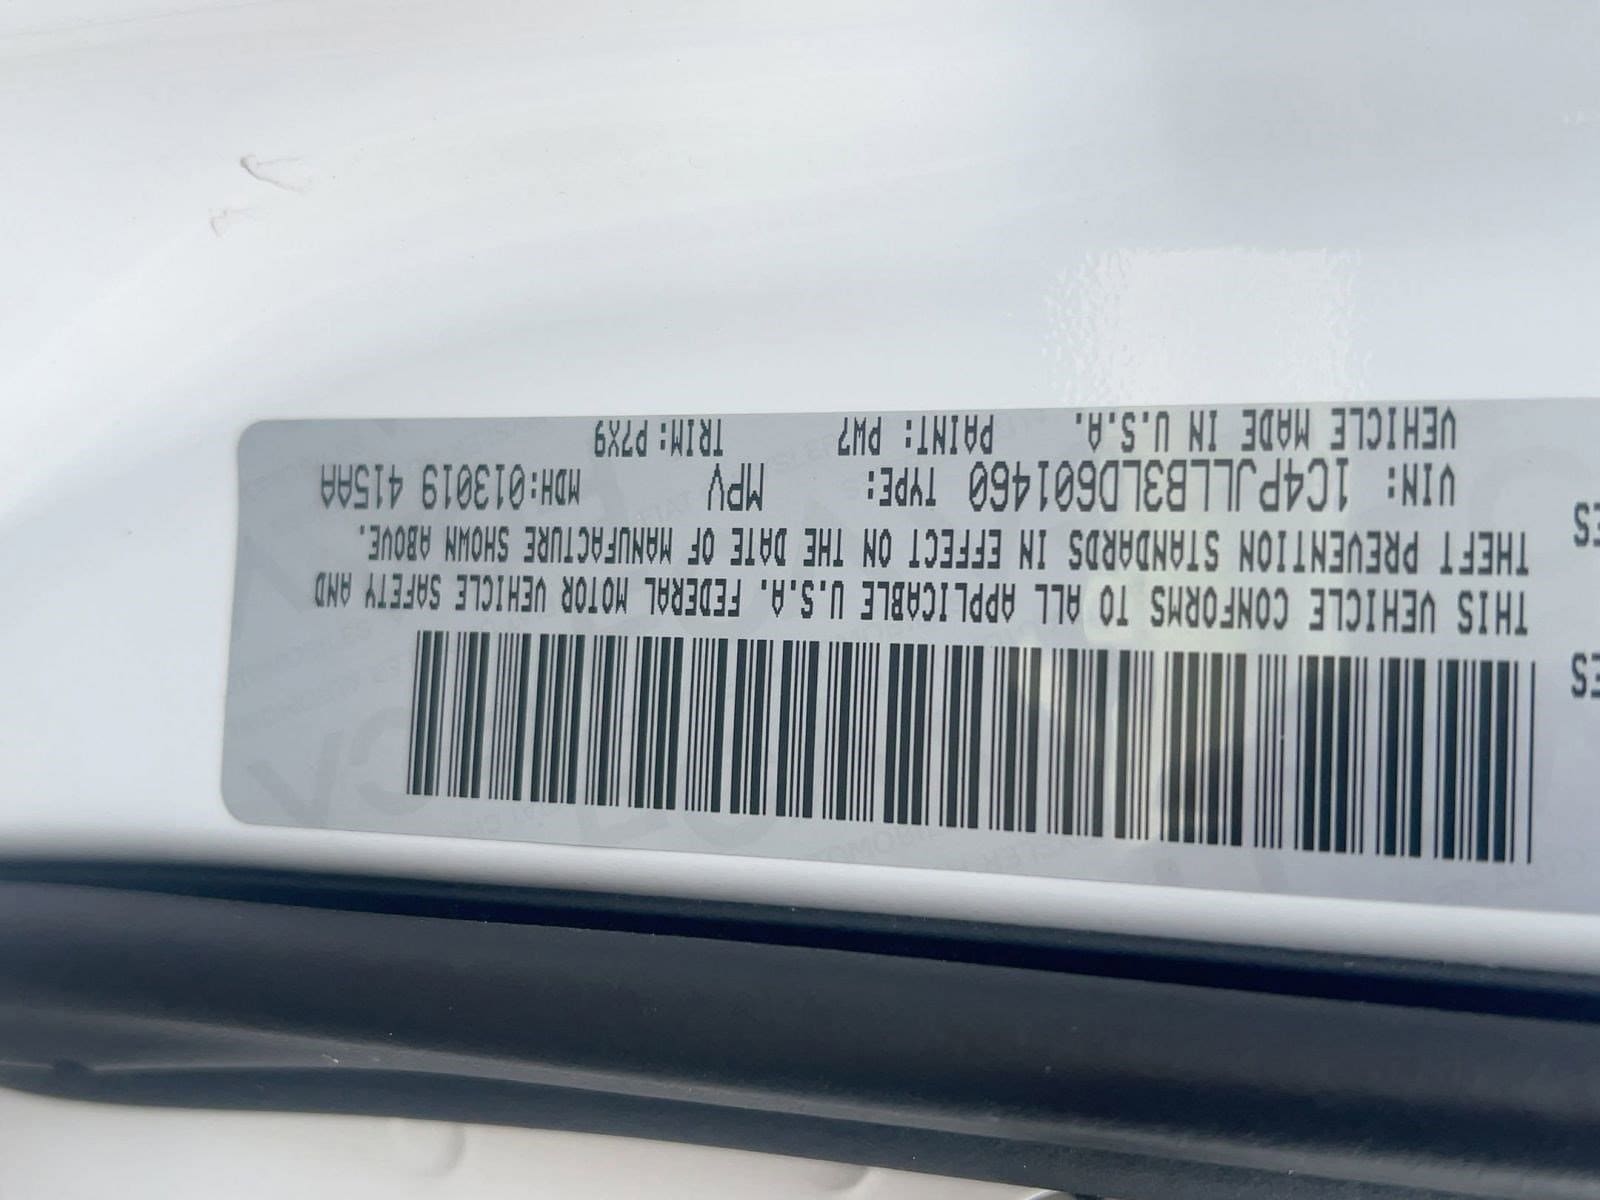 THIS VEHICLE CONFORMS TO ALL APPLICABLE U.S.A. FEDERAL MOTOR VEHICLE SAFETY AND
THEFT PREVENTION STANDARDS IN EFFECT ON THE DATE OF MANUFACTURE SHOWN ABOVE.
VIN: 1C4PJLLB3LD601460 TYPE: MPV MDH:013019 415AA
VEHICLE MADE IN U.S.A. PAINT: PW7 TRIM: P7X9